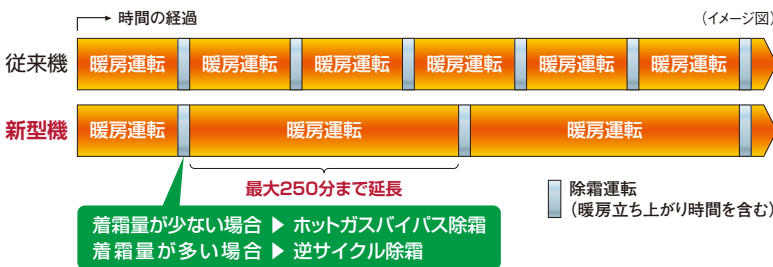 時間の経過
(イメージ図)
従来機 暖房運転 暖房運転 暖房運転 暖房運転 暖房運転 暖房運転
新型機 暖房運転 暖房運転 暖房運転
最大250分まで延長
除霜運転
(暖房立ち上がり時間を含む)
着霜量が少ない場合 ▶ ホットガスバイパス除霜
着霜量が多い場合 ▶ 逆サイクル除霜